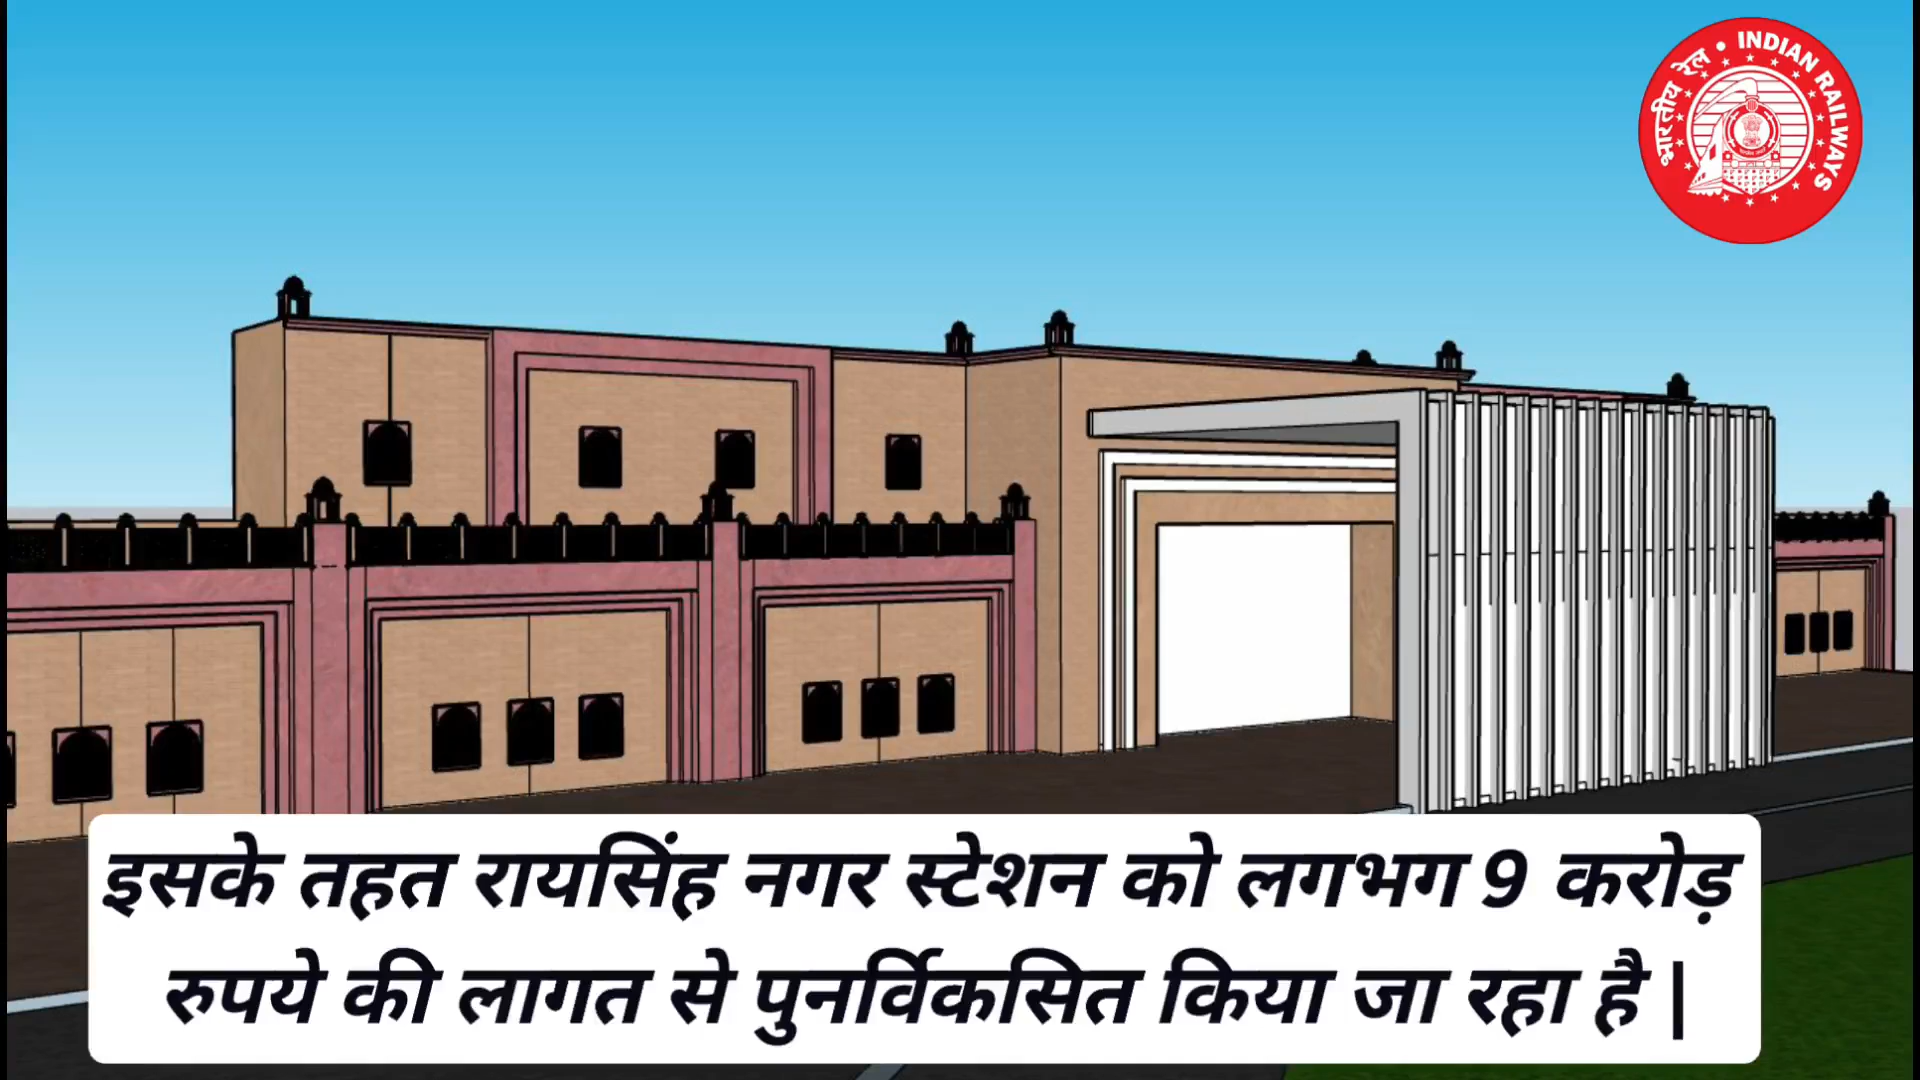 भारतीय रेल • INDIAN RAILWAYS
इसके तहत रायसिंह नगर स्टेशन को लगभग 9 करोड़
रुपये की लागत से पुनर्विकसित किया जा रहा है |